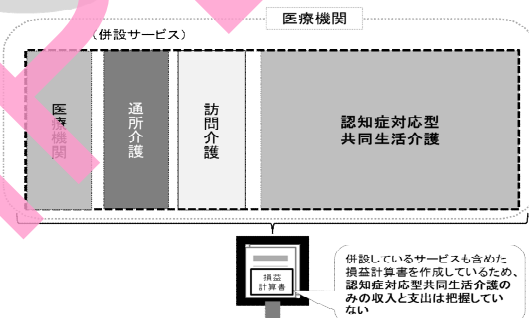 医療機関
（併設サービス）
医療機関
通所介護
訪問介護
認知症対応型
共同生活介護
損益
計算書
併設しているサービスも含めた
損益計算書を作成しているため、
認知症対応型共同生活介護の
みの収入と支出は把握してい
ない